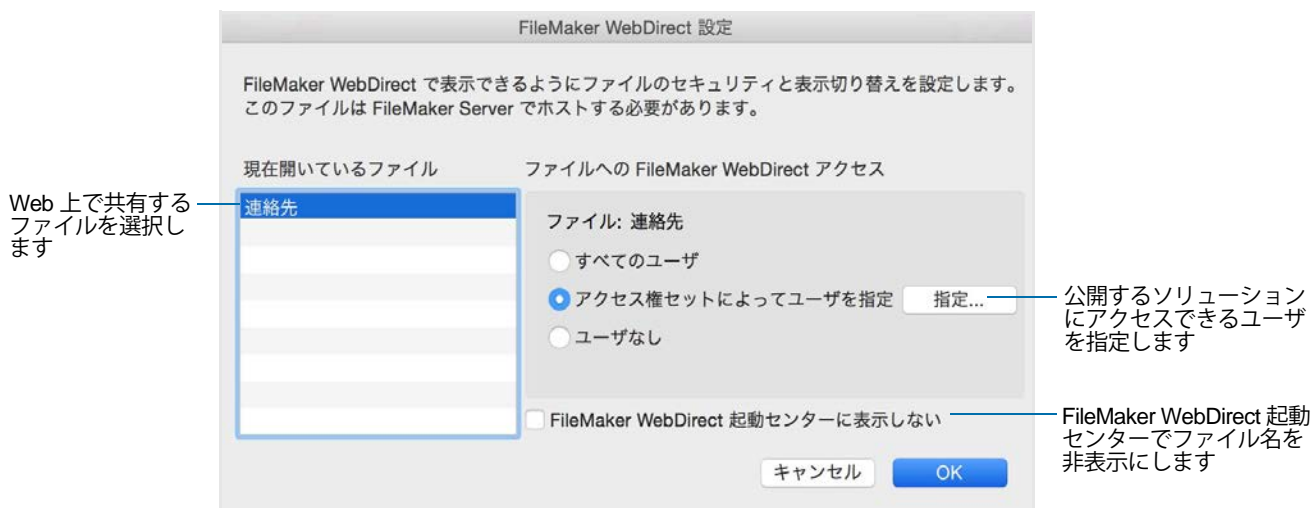 FileMaker WebDirect 設定
FileMaker WebDirect で表示できるようにファイルのセキュリティと表示切り替えを設定します。
このファイルは FileMaker Server でホストする必要があります。
現在開いているファイル
ファイルへの FileMaker WebDirect アクセス
Web 上で共有する
ファイルを選択し
ます
連絡先
ファイル: 連絡先
すべてのユーザ
アクセス権セットによってユーザを指定
指定...
ユーザなし
公開するソリューション
にアクセスできるユーザ
を指定します
FileMaker WebDirect 起動センターに表示しない
FileMaker WebDirect 起動
センターでファイル名を
非表示にします
キャンセル
OK